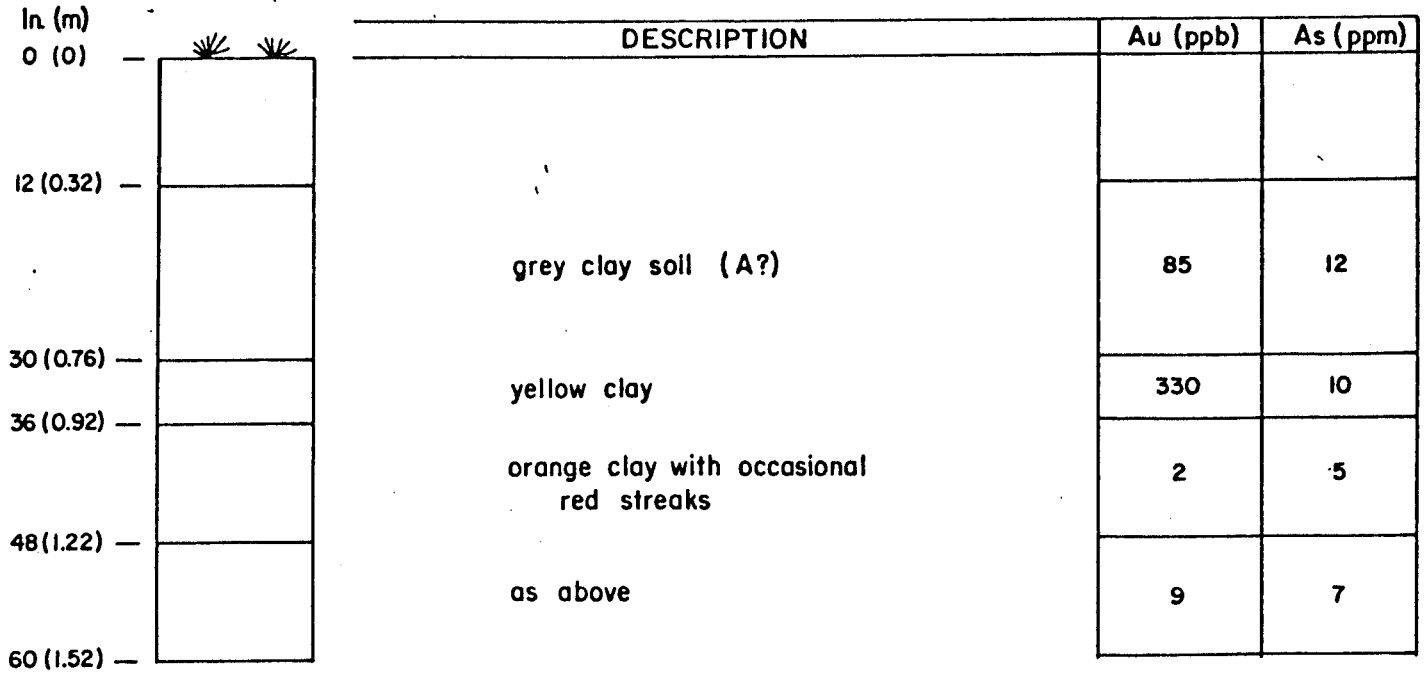 In. (m)
DESCRIPTION Au (ppb) As (ppm)
0 (0)
12 (0.32)
grey clay soil (A?) 85 12
30 (0.76)
yellow clay 330 10
36 (0.92)
orange clay with occasional 2 5
red streaks
48 (1.22)
as above 9 7
60 (1.52)